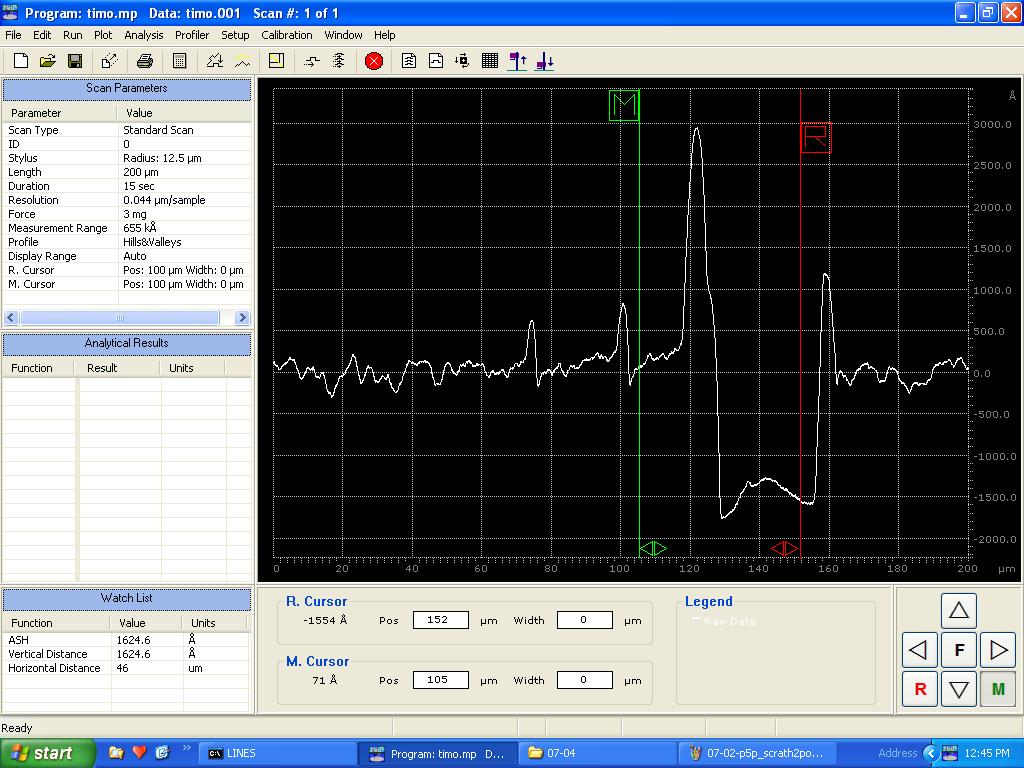 Program: timo.mp Data: timo.001 Scan #: 1 of 1
File Edit Run Plot Analysis Profiler Setup Calibration Window Help
Scan Parameters
Parameter Value
Scan Type Standard Scan
ID 0
Stylus Radius: 12.5 µm
Length 200 µm
Duration 15 sec
Resolution 0.044 µm/sample
Force 3 mg
Measurement Range 655 kÅ
Profile Hills&Valleys
Display Range Auto
R. Cursor Pos: 100 µm Width: 0 µm
M. Cursor Pos: 100 µm Width: 0 µm
Analytical Results
Function Result Units
Watch List
Function Value Units
ASH 1624.6 Å
Vertical Distance 1624.6 Å
Horizontal Distance 46 um
M
R
Å
3000.0
2500.0
2000.0
1500.0
1000.0
500.0
0.0
-500.0
-1000.0
-1500.0
-2000.0
0 20 40 60 80 100 120 140 160 180 200 µm
R. Cursor
-1554 Å Pos 152 µm Width 0 µm
M. Cursor
71 Å Pos 105 µm Width 0 µm
Legend
Raw Data
F
R M
Ready
start
LINES
Program: timo.mp D...
07-04
07-02-p5p_scrath2po...
Address
12:45 PM